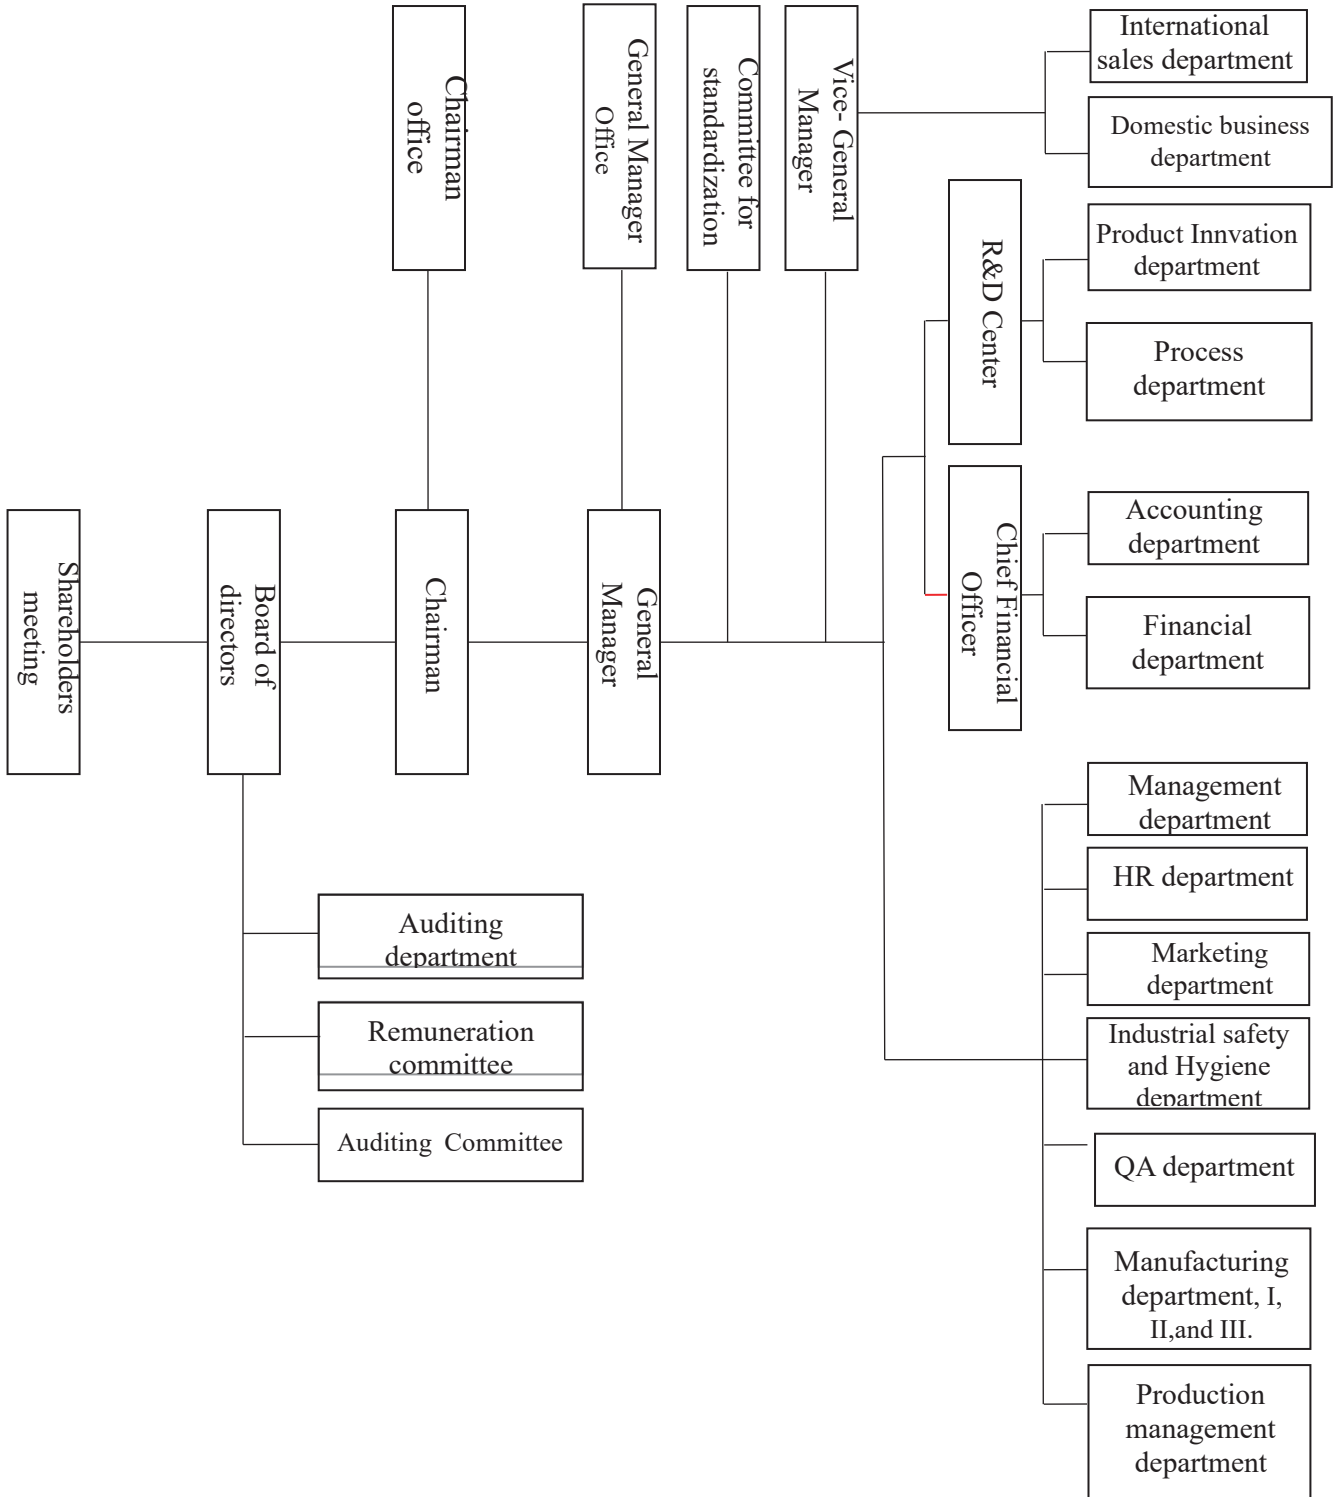 Chairman
office
General Manager
Office
Committee for
standardization
Vice- General
Manager
International
sales department
Domestic business
department
R&D Center
Product Innvation
department
Process
department
Shareholders
meeting
Board of
directors
Chairman
General
Manager
Chief Financial
Officer
Accounting
department
Financial
department
Auditing
department
Remuneration
committee
Auditing Committee
Management
department
HR department
Marketing
department
Industrial safety
and Hygiene
department
QA department
Manufacturing
department, I,
II,and III.
Production
management
department